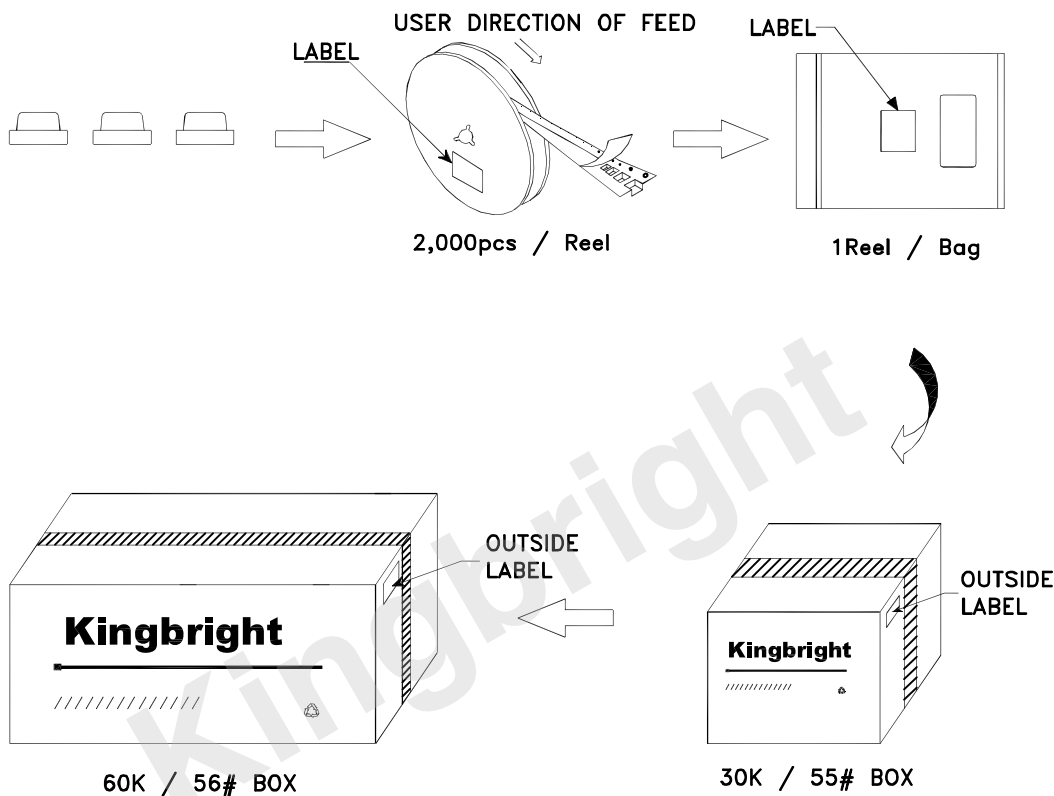 USER DIRECTION OF FEED
LABEL
LABEL
2,000pcs / Reel
1Reel / Bag
Kingbright
OUTSIDE
LABEL
OUTSIDE
LABEL
Kingbright
Kingbright
60K / 56# BOX
30K / 55# BOX